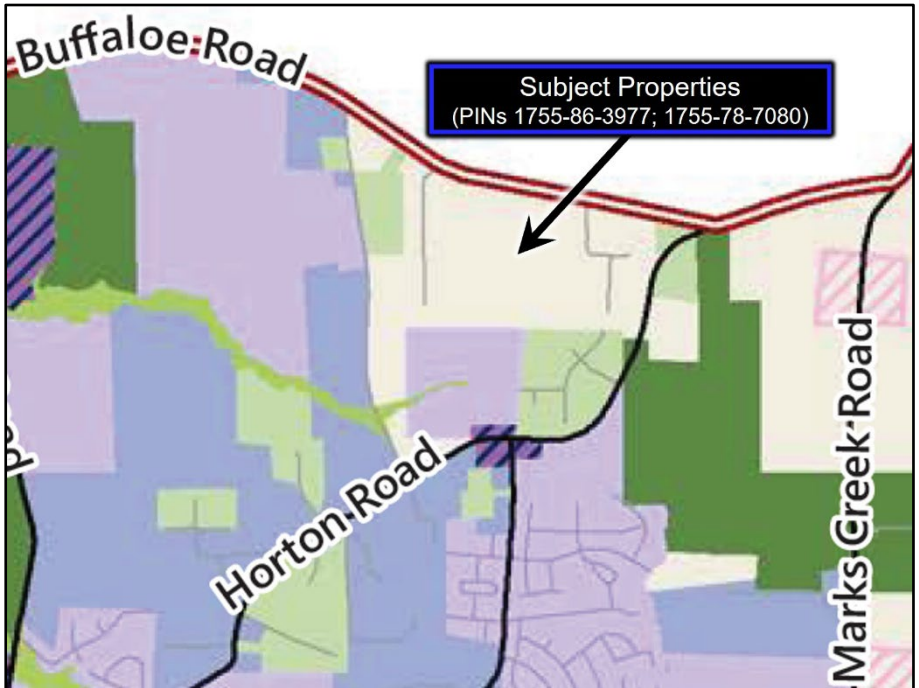 Buffaloe Road
Subject Properties
(PINs 1755-86-3977; 1755-78-7080)
Horton Road
Marks Creek Road